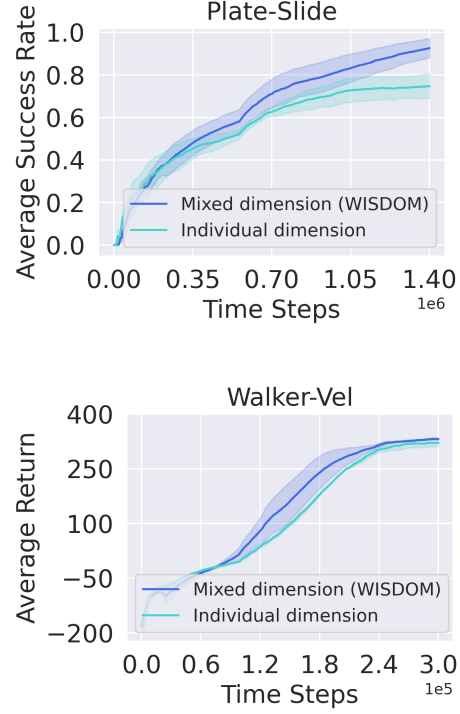 Plate-Slide
Average Success Rate
1.0
0.8
0.6
0.4
0.2
0.0
Mixed dimension (WISDOM)
Individual dimension
0.00 0.35 0.70 1.05 1.40
1e6
Time Steps
Walker-Vel
Average Return
400
250
100
−50
−200
Mixed dimension (WISDOM)
Individual dimension
0.0 0.6 1.2 1.8 2.4 3.0
1e5
Time Steps